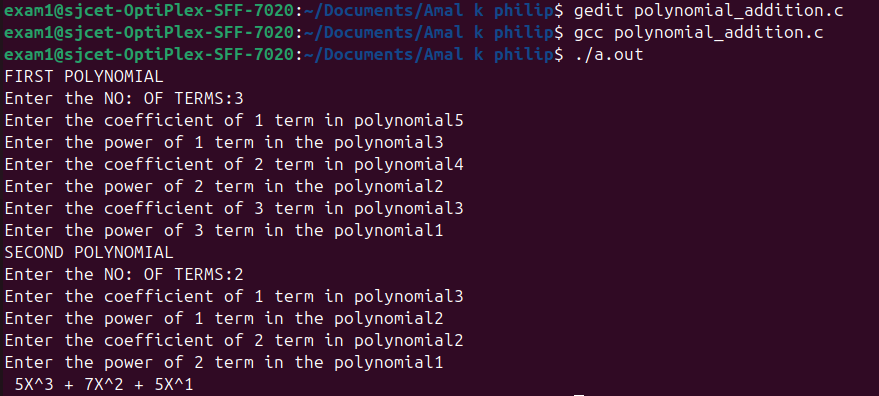 exam1@sjcet-OptiPlex-SFF-7020:~/Documents/Amal k philip$ gedit polynomial_addition.c
exam1@sjcet-OptiPlex-SFF-7020:~/Documents/Amal k philip$ gcc polynomial_addition.c
exam1@sjcet-OptiPlex-SFF-7020:~/Documents/Amal k philip$ ./a.out
FIRST POLYNOMIAL
Enter the NO: OF TERMS:3
Enter the coefficient of 1 term in polynomial5
Enter the power of 1 term in the polynomial3
Enter the coefficient of 2 term in polynomial4
Enter the power of 2 term in the polynomial2
Enter the coefficient of 3 term in polynomial3
Enter the power of 3 term in the polynomial1
SECOND POLYNOMIAL
Enter the NO: OF TERMS:2
Enter the coefficient of 1 term in polynomial3
Enter the power of 1 term in the polynomial2
Enter the coefficient of 2 term in polynomial2
Enter the power of 2 term in the polynomial1
 5X^3 + 7X^2 + 5X^1